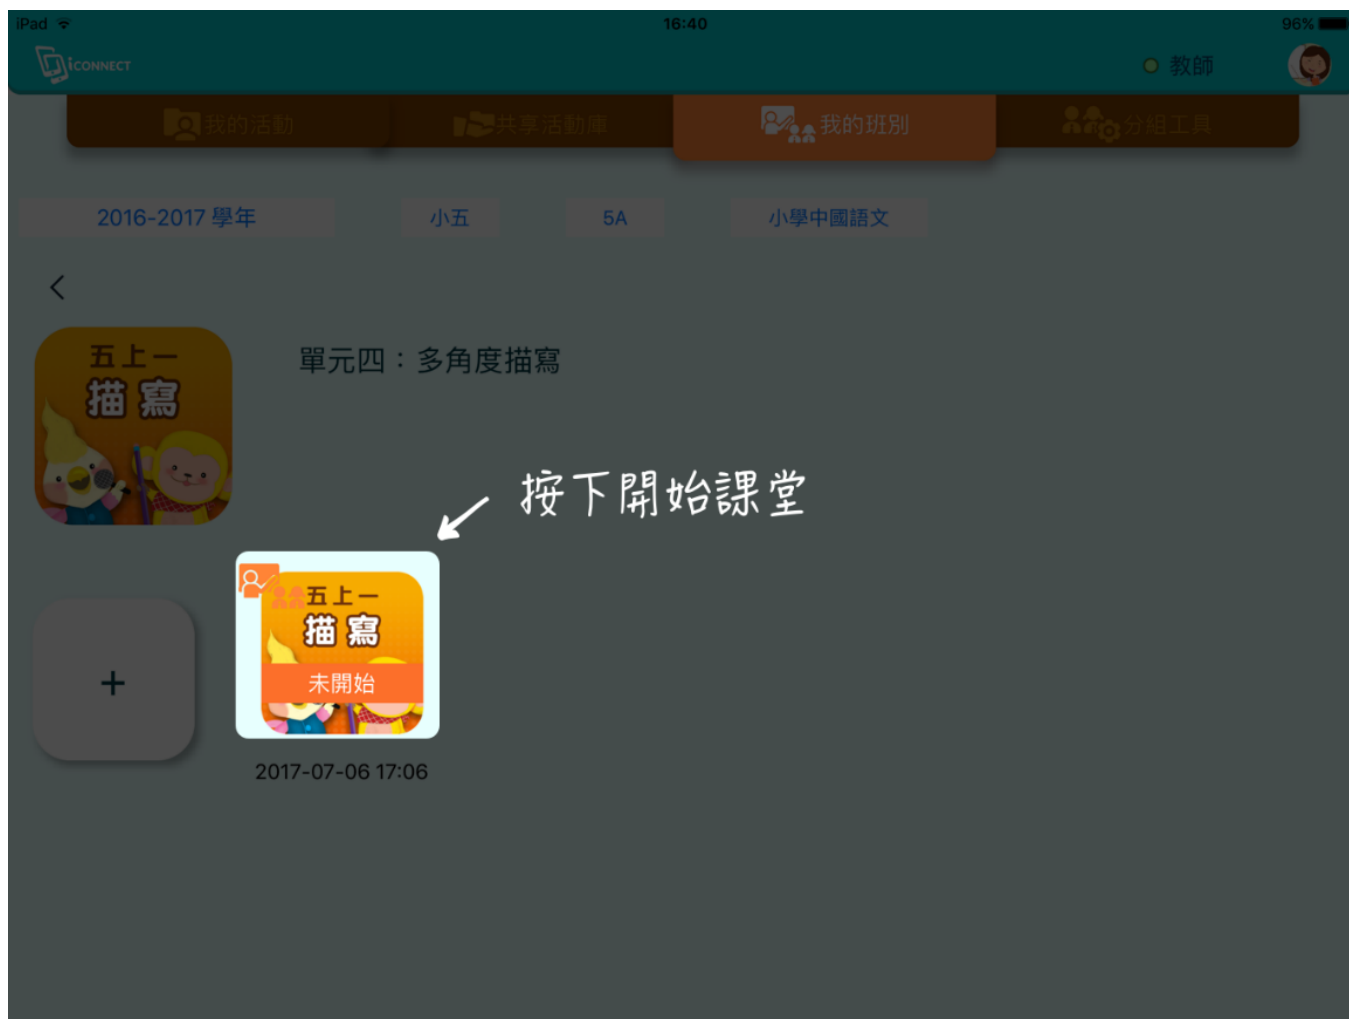 iPad 16:40 96%
iCONNECT 教師
我的活動 共享活動庫 我的班別 分組工具
2016-2017 學年 小五 5A 小學中國語文
五上一
描寫
單元四：多角度描寫
按下開始課堂
五上一
描寫
未開始
+
2017-07-06 17:06